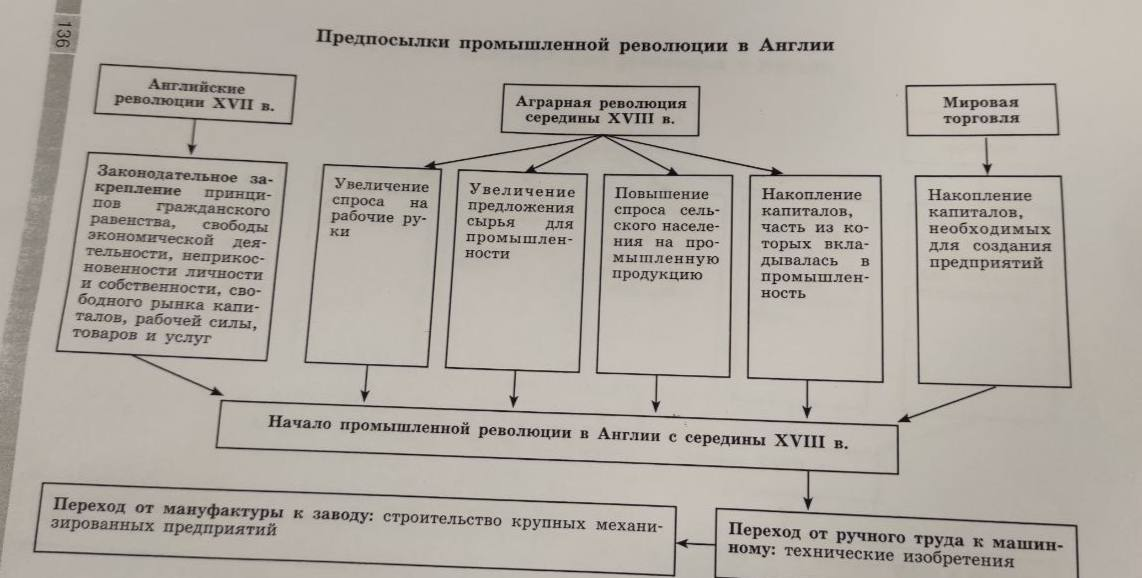 136
Предпосылки промышленной революции в Англии
Английские
революции XVII в.
Аграрная революция
середины XVIII в.
Мировая
торговля
Законодательное за-
крепление принци-
пов гражданского
равенства, свободы
экономической дея-
тельности, неприкос-
новенности личности
и собственности, сво-
бодного рынка капи-
талов, рабочей силы,
товаров и услуг
Увеличение
спроса на
рабочие ру-
ки
Увеличение
предложения
сырья для
промышлен-
ности
Повышение
спроса сель-
ского населе-
ния на про-
мышленную
продукцию
Накопление
капиталов,
часть из ко-
торых вкла-
дывалась в
промышлен-
ность
Накопление
капиталов,
необходимых
для создания
предприятий
Начало промышленной революции в Англии с середины XVIII в.
Переход от мануфактуры к заводу: строительство крупных механи-
зированных предприятий
Переход от ручного труда к машин-
ному: технические изобретения